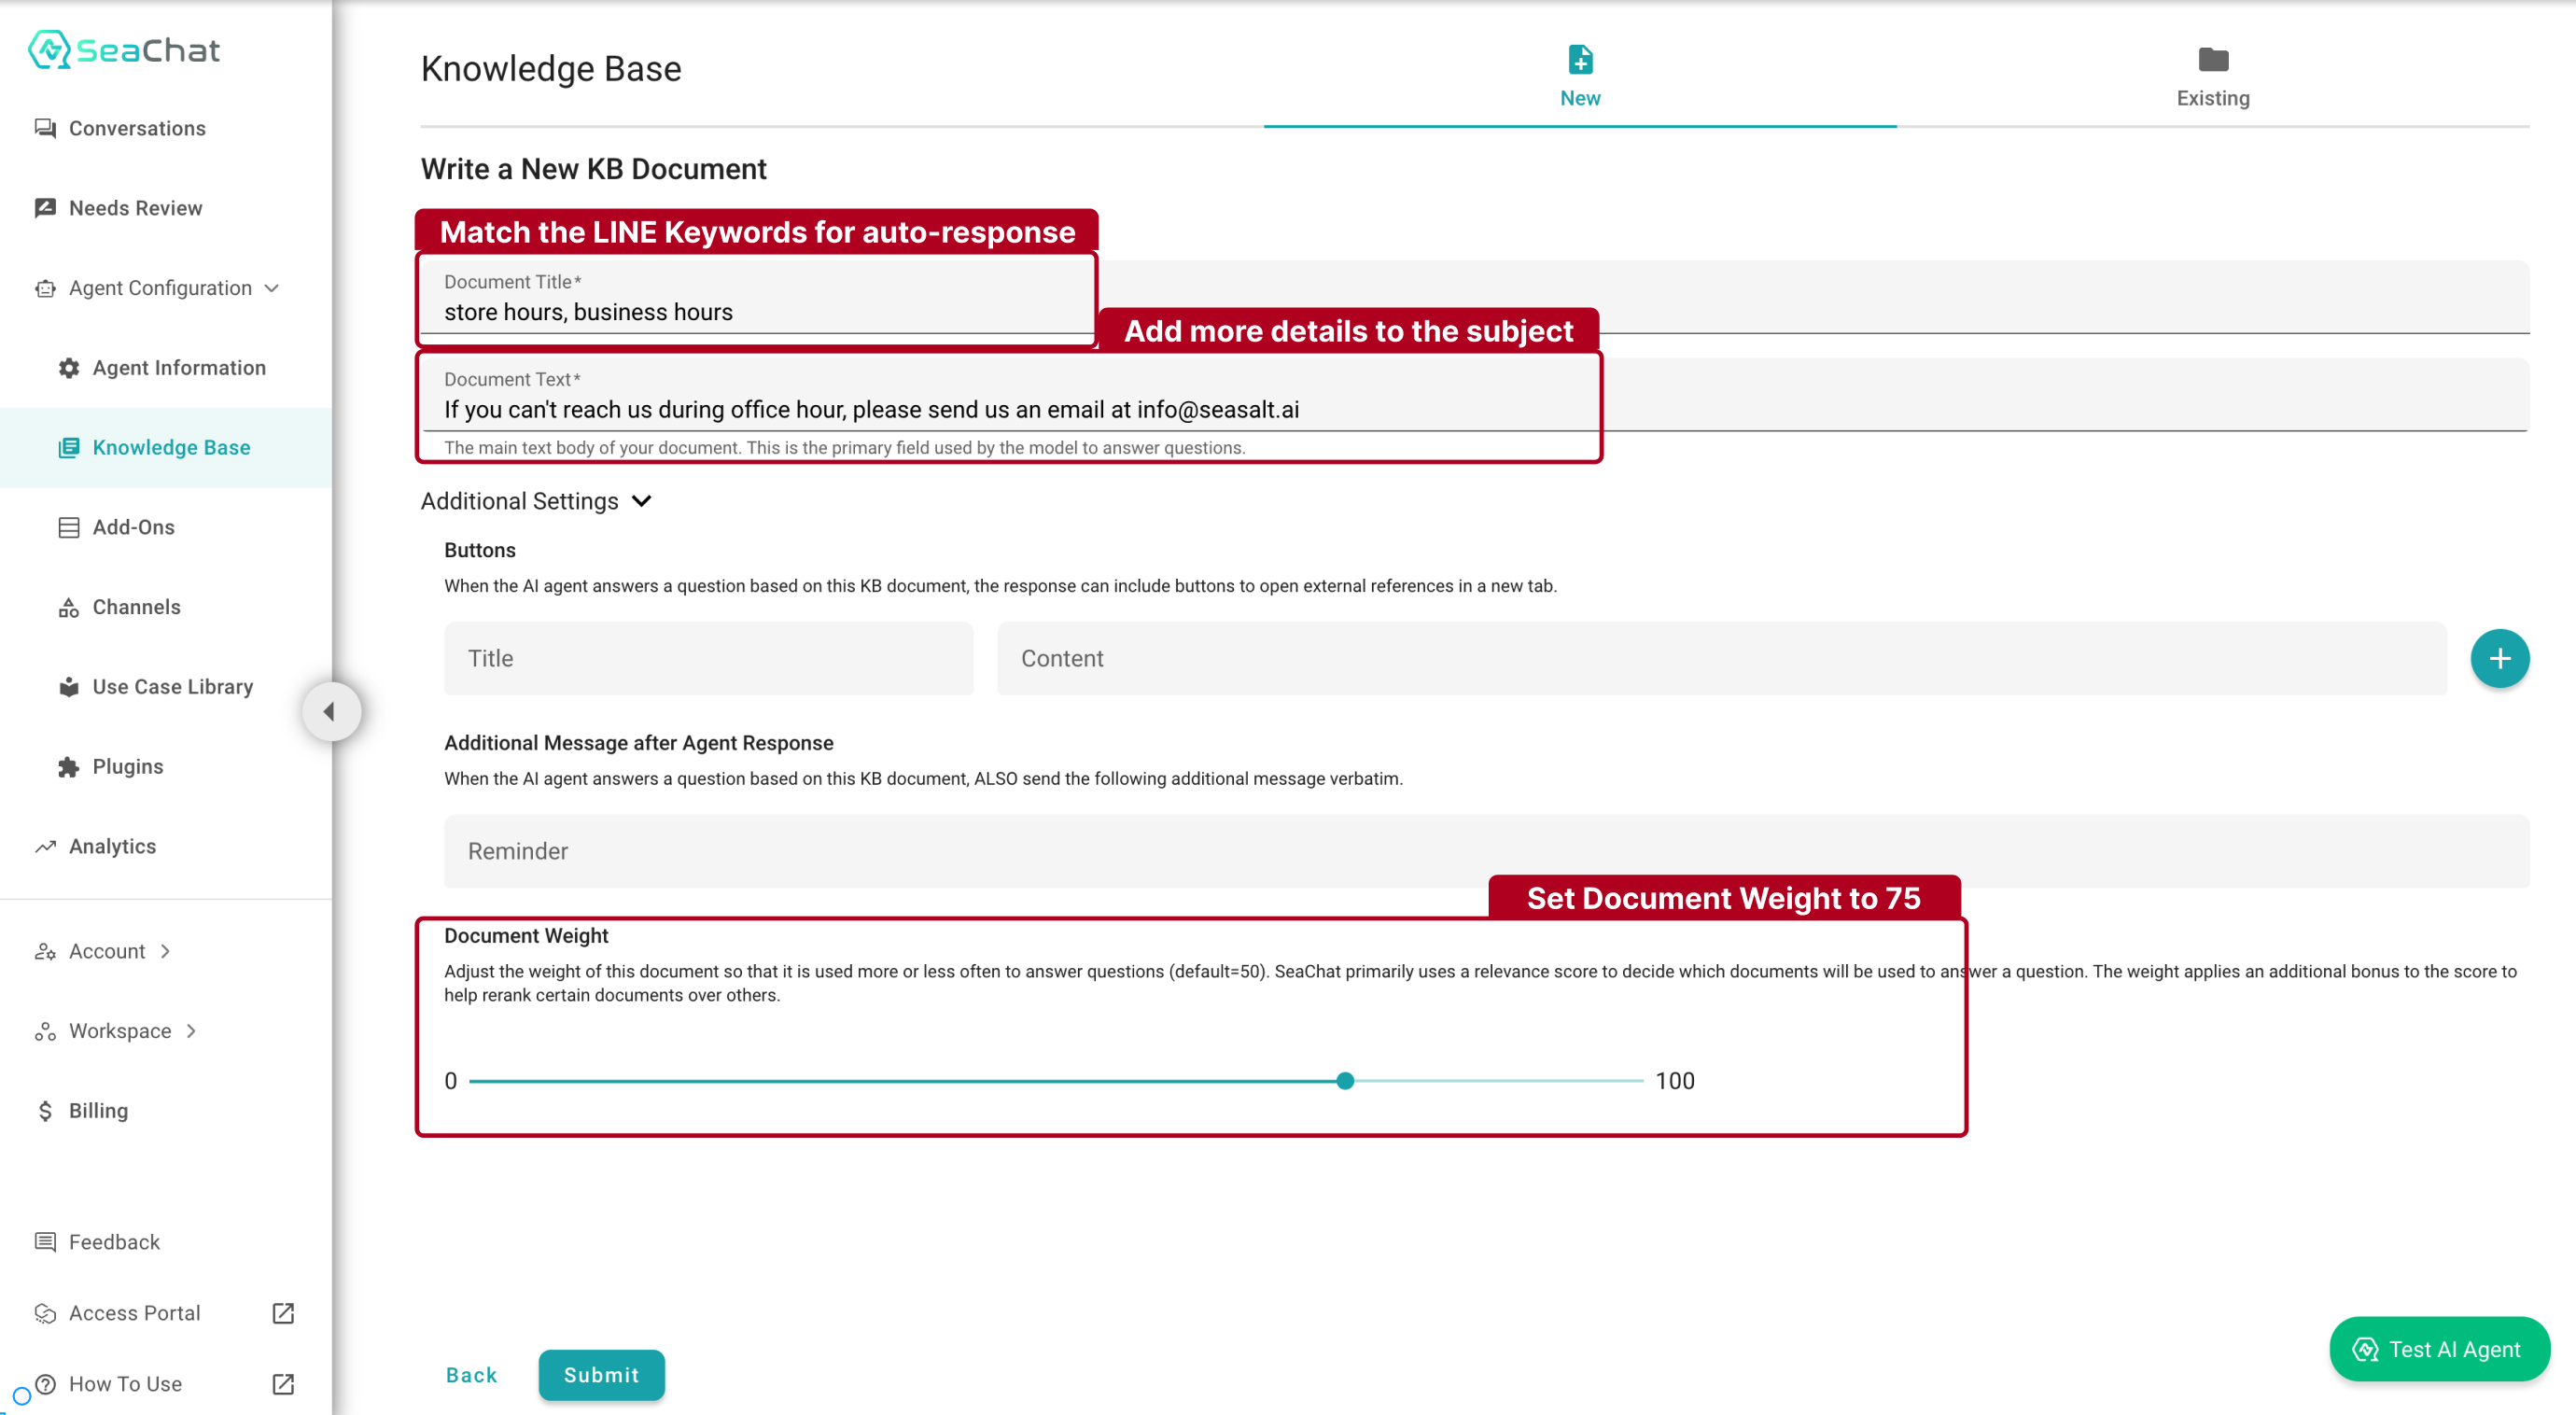 SeaChat
Conversations
Needs Review
Agent Configuration
Agent Information
Knowledge Base
Add-Ons
Channels
Use Case Library
Plugins
Analytics
Account
Workspace
Billing
Feedback
Access Portal
How To Use
Knowledge Base
New
Existing
Write a New KB Document
Match the LINE Keywords for auto-response
Document Title*
store hours, business hours
Add more details to the subject
Document Text*
If you can't reach us during office hour, please send us an email at info@seasalt.ai
The main text body of your document. This is the primary field used by the model to answer questions.
Additional Settings
Buttons
When the AI agent answers a question based on this KB document, the response can include buttons to open external references in a new tab.
Title
Content
Additional Message after Agent Response
When the AI agent answers a question based on this KB document, ALSO send the following additional message verbatim.
Reminder
Set Document Weight to 75
Document Weight
Adjust the weight of this document so that it is used more or less often to answer questions (default=50). SeaChat primarily uses a relevance score to decide which documents will be used to answer a question. The weight applies an additional bonus to the score to
help rerank certain documents over others.
0
100
Back
Submit
Test AI Agent